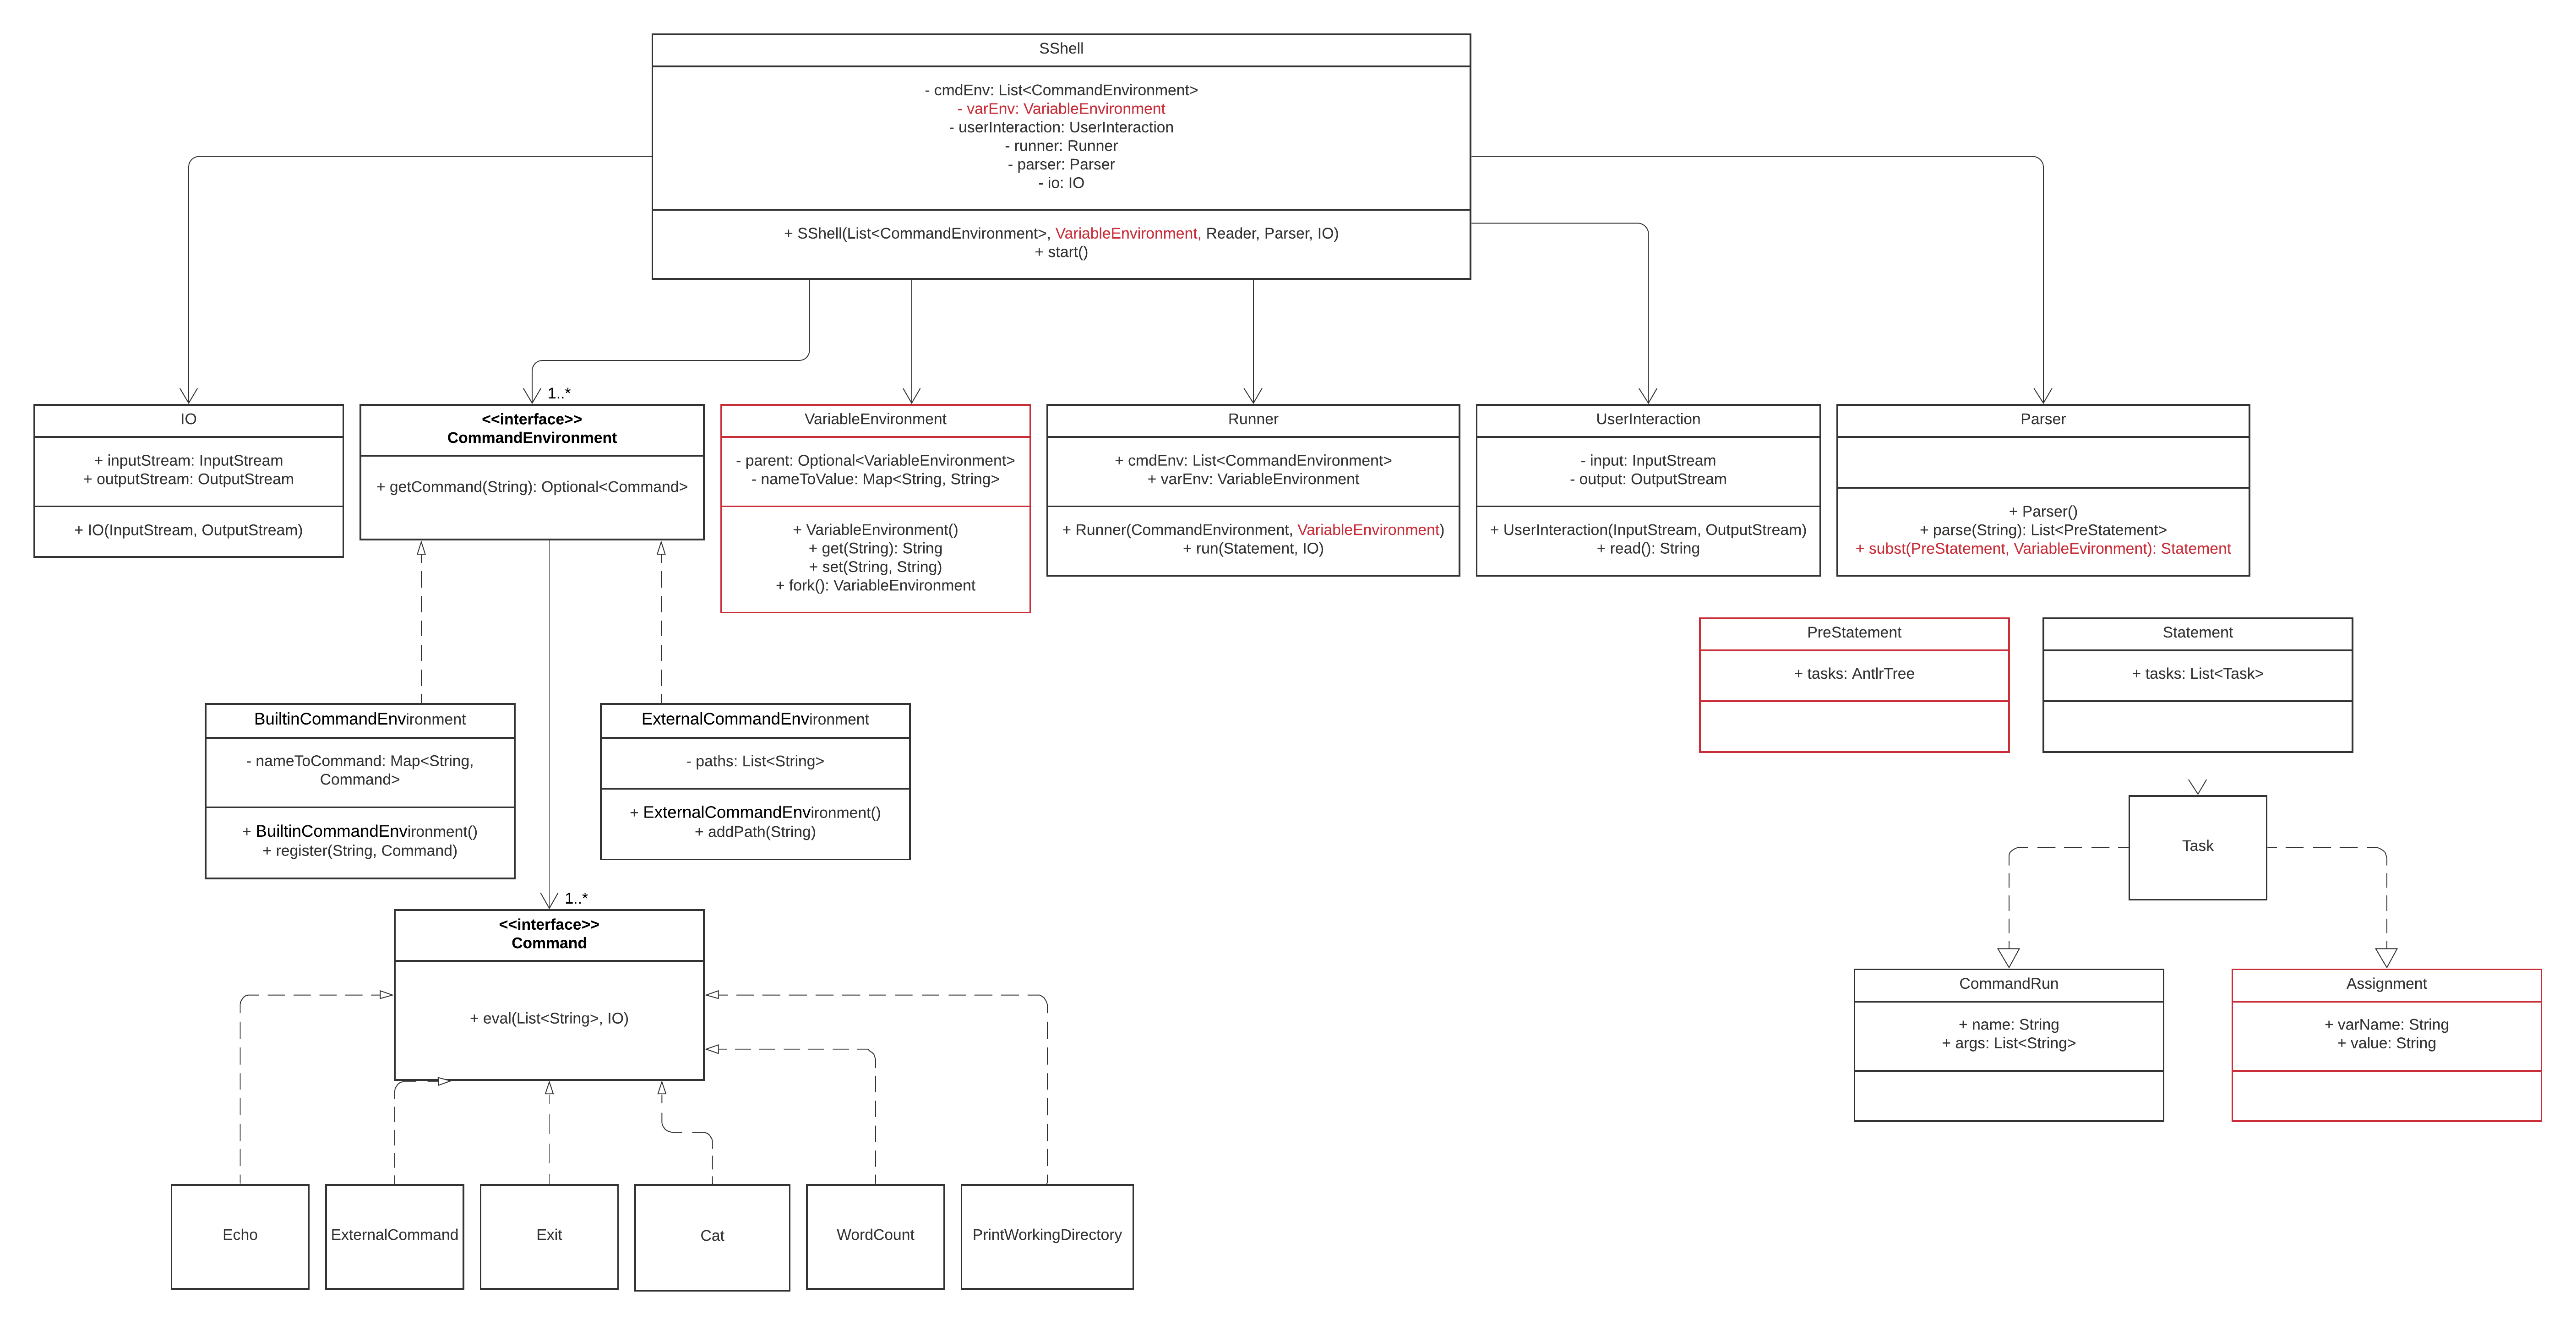 SShell
- cmdEnv: List<CommandEnvironment>
- varEnv: VariableEnvironment
- userInteraction: UserInteraction
- runner: Runner
- parser: Parser
- io: IO
+ SShell(List<CommandEnvironment>, VariableEnvironment, Reader, Parser, IO)
+ start()
1..*
IO
+ inputStream: InputStream
+ outputStream: OutputStream
+ IO(InputStream, OutputStream)
<<interface>>
CommandEnvironment
+ getCommand(String): Optional<Command>
VariableEnvironment
- parent: Optional<VariableEnvironment>
- nameToValue: Map<String, String>
+ VariableEnvironment()
+ get(String): String
+ set(String, String)
+ fork(): VariableEnvironment
Runner
+ cmdEnv: List<CommandEnvironment>
+ varEnv: VariableEnvironment
+ Runner(CommandEnvironment, VariableEnvironment)
+ run(Statement, IO)
UserInteraction
- input: InputStream
- output: OutputStream
+ UserInteraction(InputStream, OutputStream)
+ read(): String
Parser
+ Parser()
+ parse(String): List<PreStatement>
+ subst(PreStatement, VariableEvironment): Statement
PreStatement
+ tasks: AntlrTree
Statement
+ tasks: List<Task>
BuiltinCommandEnvironment
- nameToCommand: Map<String,
Command>
+ BuiltinCommandEnvironment()
+ register(String, Command)
ExternalCommandEnvironment
- paths: List<String>
+ ExternalCommandEnvironment()
+ addPath(String)
Task
1..*
<<interface>>
Command
+ eval(List<String>, IO)
CommandRun
+ name: String
+ args: List<String>
Assignment
+ varName: String
+ value: String
Echo
ExternalCommand
Exit
Cat
WordCount
PrintWorkingDirectory